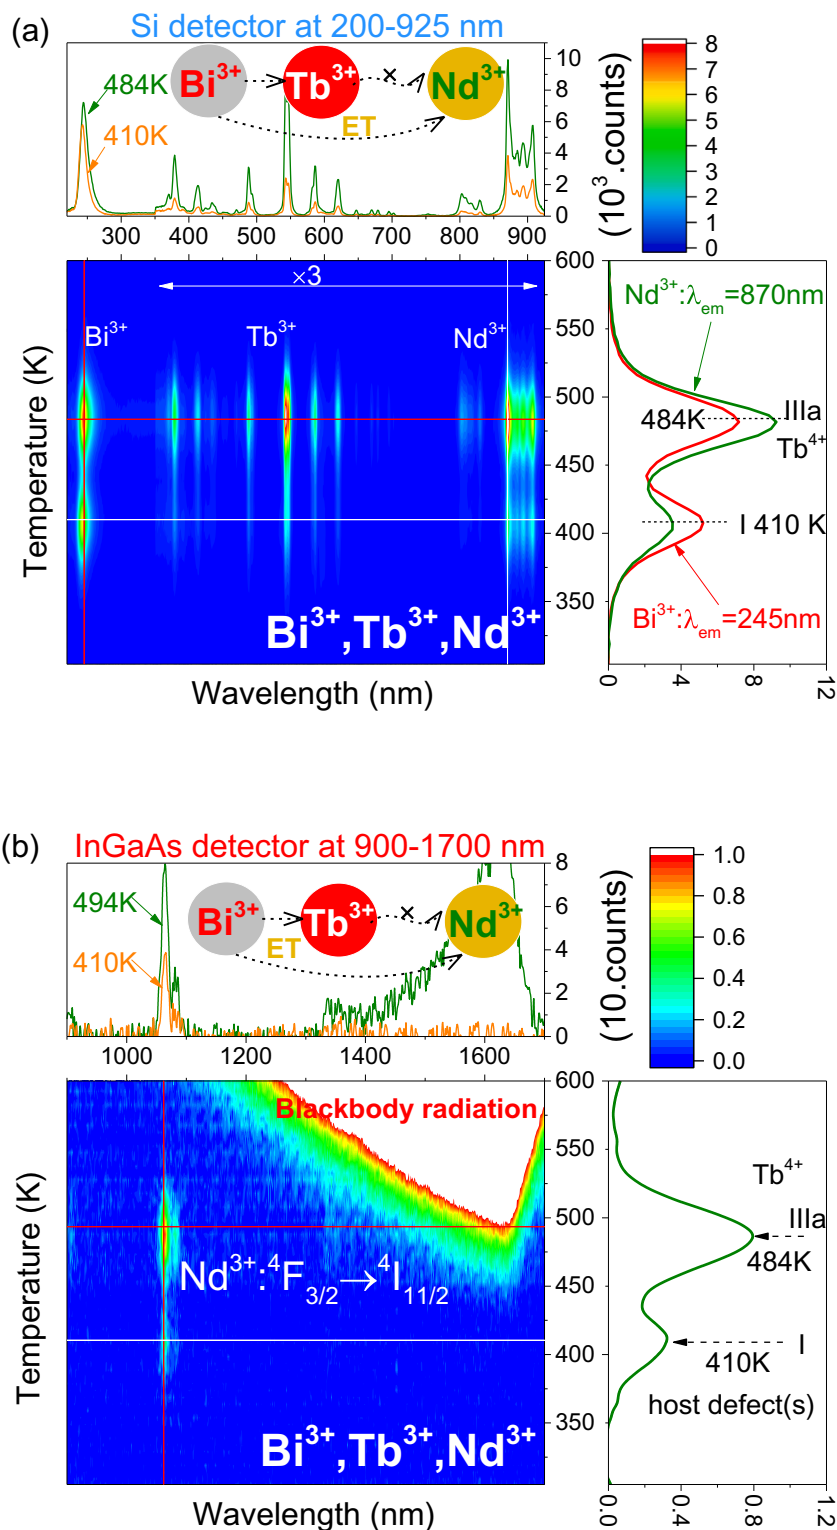 (a)
Si detector at 200-925 nm
484K
410K
Bi³⁺
Tb³⁺
×
Nd³⁺
ET
10
8
6
4
2
0
300 400 500 600 700 800 900
(10³.counts)
8
7
6
5
4
3
2
1
0
×3
Bi³⁺
Tb³⁺
Nd³⁺
Bi³⁺,Tb³⁺,Nd³⁺
Temperature (K)
Wavelength (nm)
600
550
500
450
400
350
Nd³⁺:λem=870nm
484K
IIIa
Tb⁴⁺
I 410 K
Bi³⁺:λem=245nm
0 4 8 12
(b)
InGaAs detector at 900-1700 nm
494K
410K
Bi³⁺
Tb³⁺
×
Nd³⁺
ET
8
6
4
2
0
1000 1200 1400 1600
(10.counts)
1.0
0.8
0.6
0.4
0.2
0.0
Blackbody radiation
Nd³⁺:⁴F₃/₂→⁴I₁₁/₂
Bi³⁺,Tb³⁺,Nd³⁺
Temperature (K)
Wavelength (nm)
600
550
500
450
400
350
Tb⁴⁺
IIIa
484K
I
410K
host defect(s)
0.0 0.4 0.8 1.2